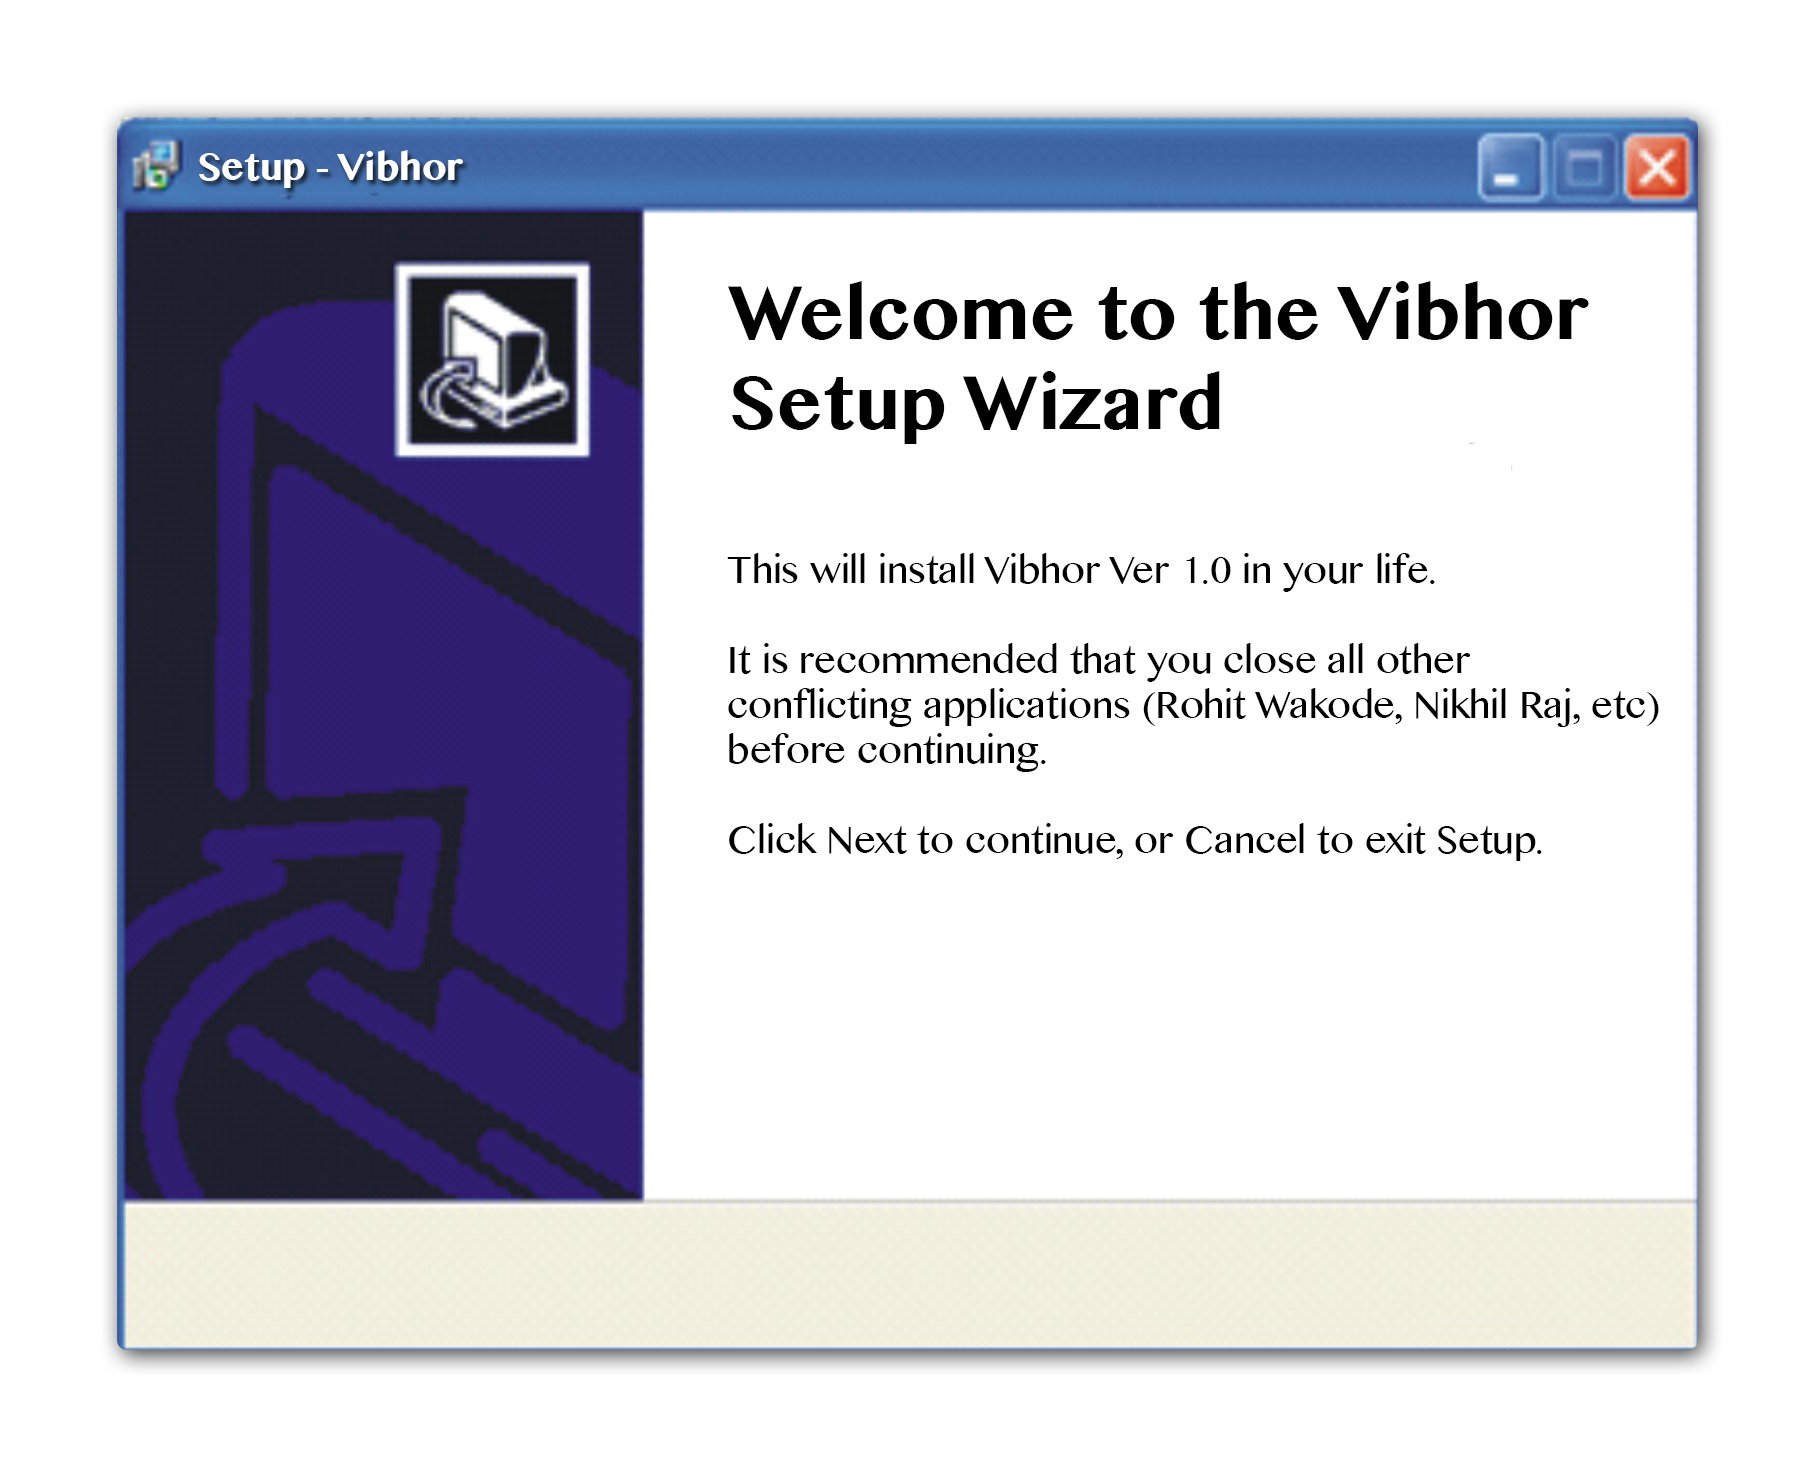 Setup - Vibhor
Welcome to the Vibhor
Setup Wizard
This will install Vibhor Ver 1.0 in your life.
It is recommended that you close all other
conflicting applications (Rohit Wakode, Nikhil Raj, etc)
before continuing.
Click Next to continue, or Cancel to exit Setup.